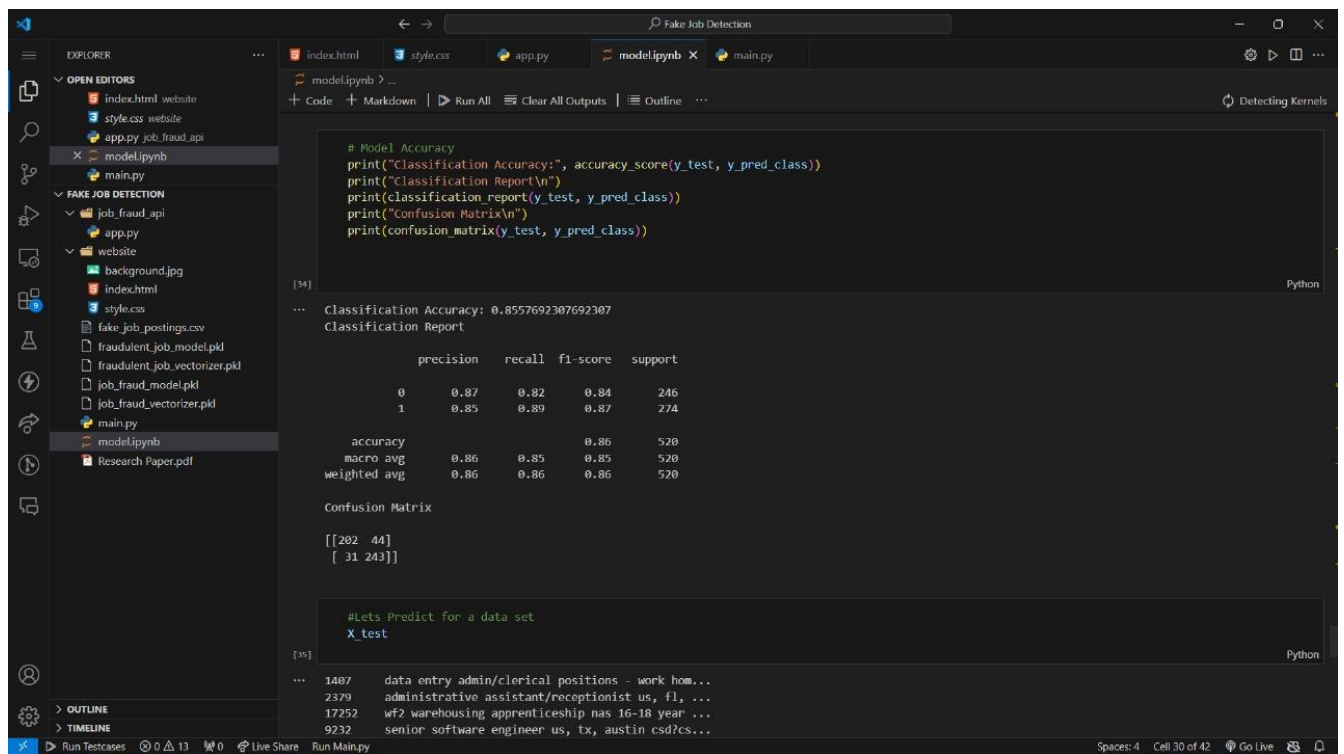 Fake Job Detection
EXPLORER
OPEN EDITORS
index.html website
style.css website
app.py job_fraud_api
model.ipynb
main.py
FAKE JOB DETECTION
job_fraud_api
app.py
website
background.jpg
index.html
style.css
fake_job_postings.csv
fraudulent_job_model.pkl
fraudulent_job_vectorizer.pkl
job_fraud_model.pkl
job_fraud_vectorizer.pkl
main.py
model.ipynb
Research Paper.pdf
OUTLINE
TIMELINE
9
index.html style.css app.py model.ipynb main.py
model.ipynb > ...
+ Code + Markdown | Run All Clear All Outputs | Outline ... Detecting Kernels
# Model Accuracy
print("Classification Accuracy:", accuracy_score(y_test, y_pred_class))
print("Classification Report\n")
print(classification_report(y_test, y_pred_class))
print("Confusion Matrix\n")
print(confusion_matrix(y_test, y_pred_class))
[34] Python
... Classification Accuracy: 0.8557692307692307
Classification Report
precision recall f1-score support
0 0.87 0.82 0.84 246
1 0.85 0.89 0.87 274
accuracy 0.86 520
macro avg 0.86 0.85 0.85 520
weighted avg 0.86 0.86 0.86 520
Confusion Matrix
[[202 44]
[ 31 243]]
#Lets Predict for a data set
X_test
[35] Python
... 1407 data entry admin/clerical positions - work hom...
2379 administrative assistant/receptionist us, fl, ...
17252 wf2 warehousing apprenticeship nas 16-18 year ...
9232 senior software engineer us, tx, austin csd?cs...
Run Testcases 0 13 0 Live Share Run Main.py Spaces: 4 Cell 30 of 42 Go Live